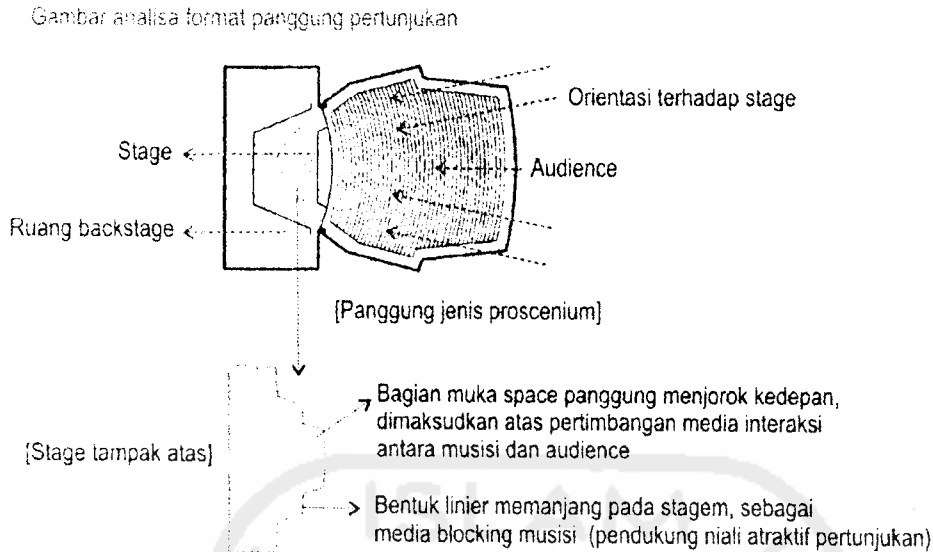 Gambar analisa format panggung pertunjukan
Orientasi terhadap stage
Stage
Audience
Ruang backstage
[Panggung jenis proscenium]
Bagian muka space panggung menjorok kedepan,
dimaksudkan atas pertimbangan media interaksi
antara musisi dan audience
[Stage tampak atas]
Bentuk linier memanjang pada stagem, sebagai
media blocking musisi (pendukung niali atraktif pertunjukan)
ISLAM